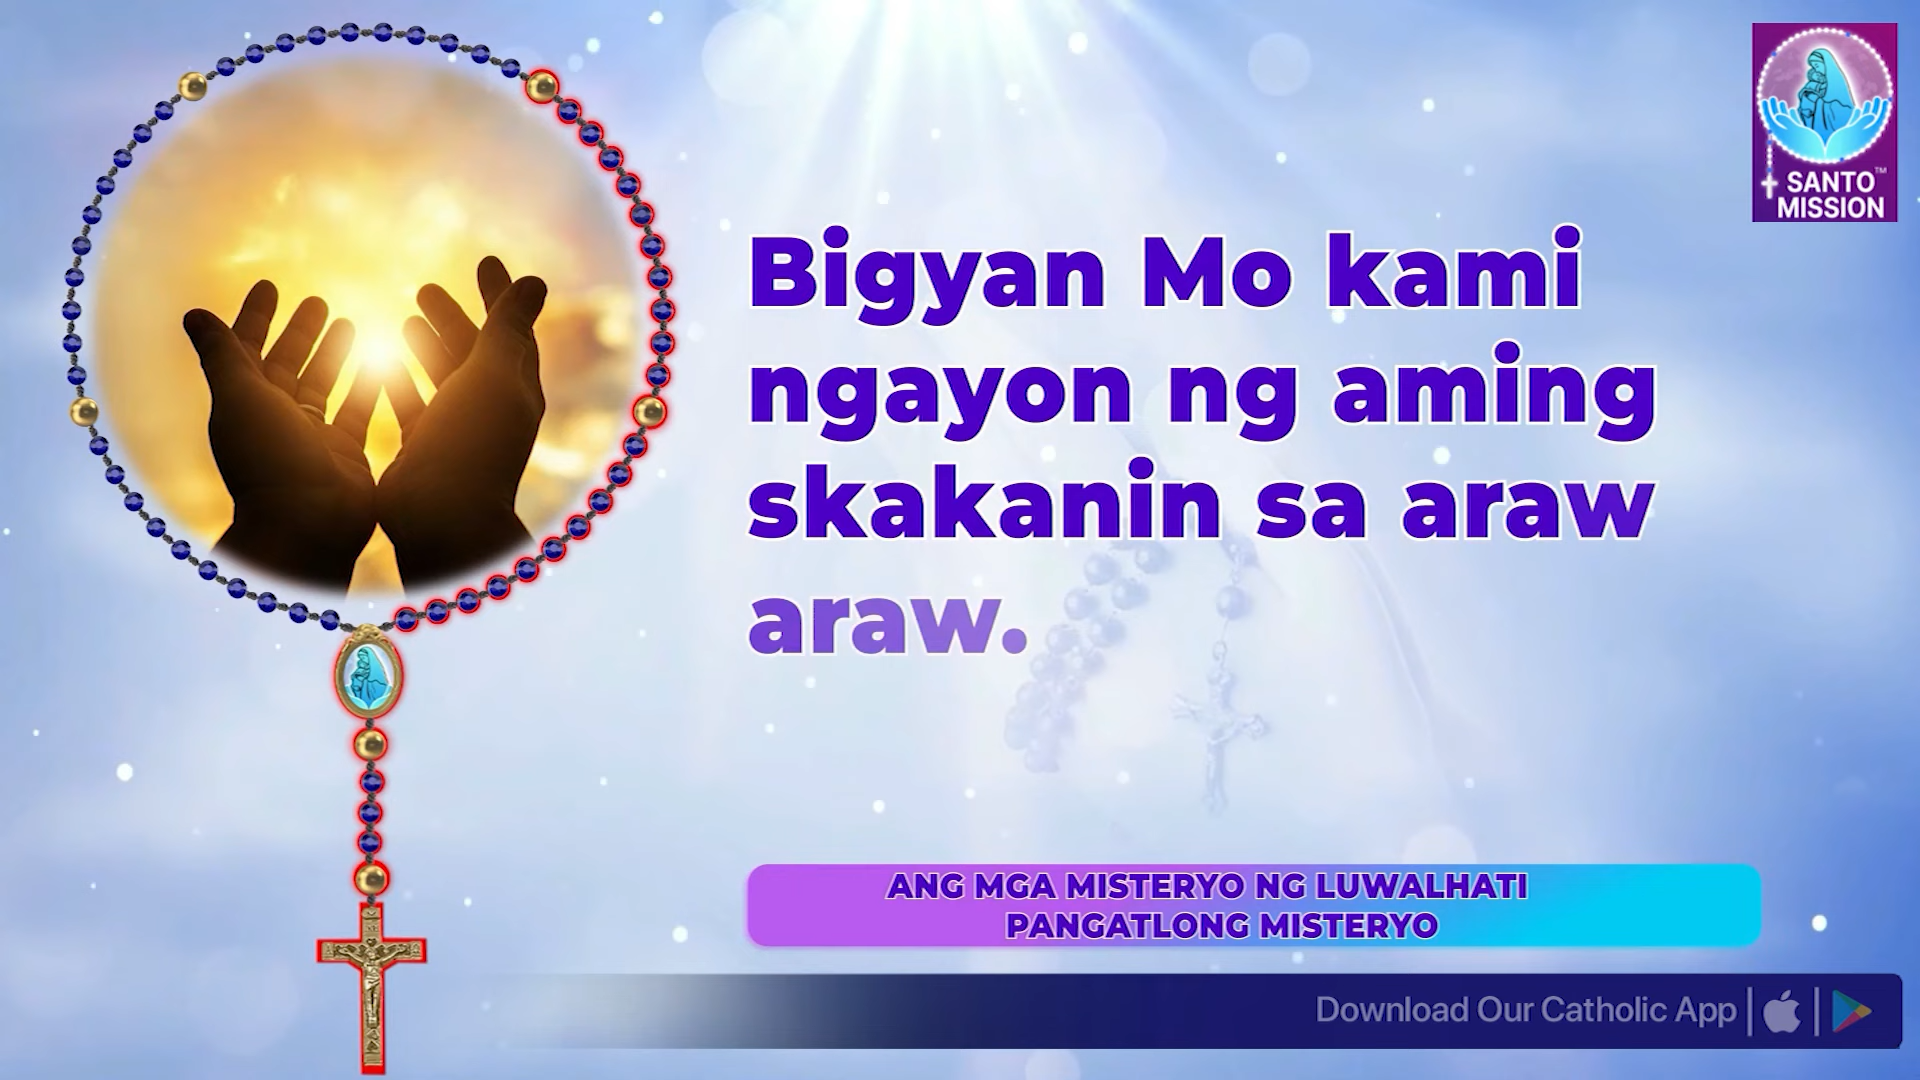 Bigyan Mo kami
ngayon ng aming
skakanin sa araw
araw.
SANTO™
MISSION
ANG MGA MISTERYO NG LUWALHATI
PANGATLONG MISTERYO
Download Our Catholic App